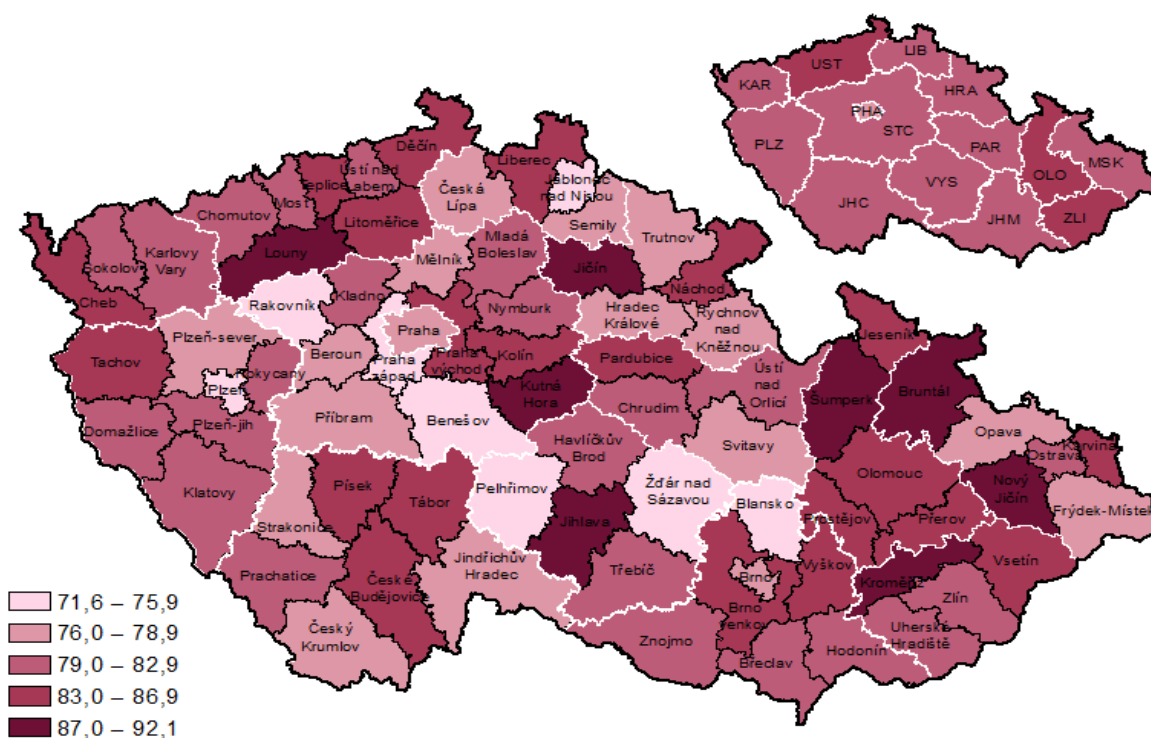 UST
LIB
KAR
HRA
PHA
STC
PLZ
PAR
OLO
MSK
VYS
JHC
JHM
ZLI
Děčín
Liberec
Ústí nad
Labem
Teplice
Jablonec
nad Nisou
Česká
Lípa
Most
Chomutov
Litoměřice
Semily
Trutnov
Karlovy
Vary
Sokolov
Louny
Mladá
Boleslav
Mělník
Jičín
Cheb
Rakovník
Kladno
Náchod
Nymburk
Hradec
Králové
Rychnov
nad
Kněžnou
Plzeň-sever
Praha
Beroun
Praha
západ
Praha
východ
Kolín
Pardubice
Tachov
Rokycany
Plzeň
Jeseník
Ústí
nad
Orlicí
Kutná
Hora
Šumperk
Bruntál
Příbram
Benešov
Chrudim
Domažlice
Plzeň-jih
Havlíčkův
Brod
Svitavy
Opava
Karviná
Ostrava
Klatovy
Písek
Tábor
Pelhřimov
Žďár nad
Sázavou
Blansko
Olomouc
Nový
Jičín
Frýdek-Místek
Strakonice
Jihlava
Prostějov
Přerov
Jindřichův
Hradec
Třebíč
Brno
Vyškov
Vsetín
Prachatice
České
Budějovice
Kroměříž
Zlín
Brno
venkov
Český
Krumlov
Znojmo
Břeclav
Hodonín
Uherské
Hradiště
71,6 – 75,9
76,0 – 78,9
79,0 – 82,9
83,0 – 86,9
87,0 – 92,1